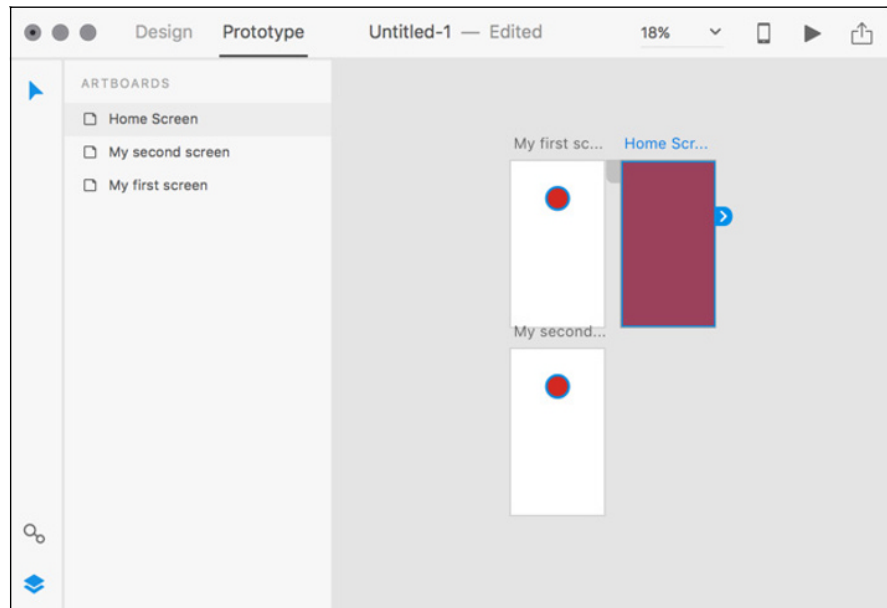 Design Prototype Untitled-1 — Edited 18%
ARTBOARDS
Home Screen
My second screen
My first screen
My first sc... Home Scr...
My second...